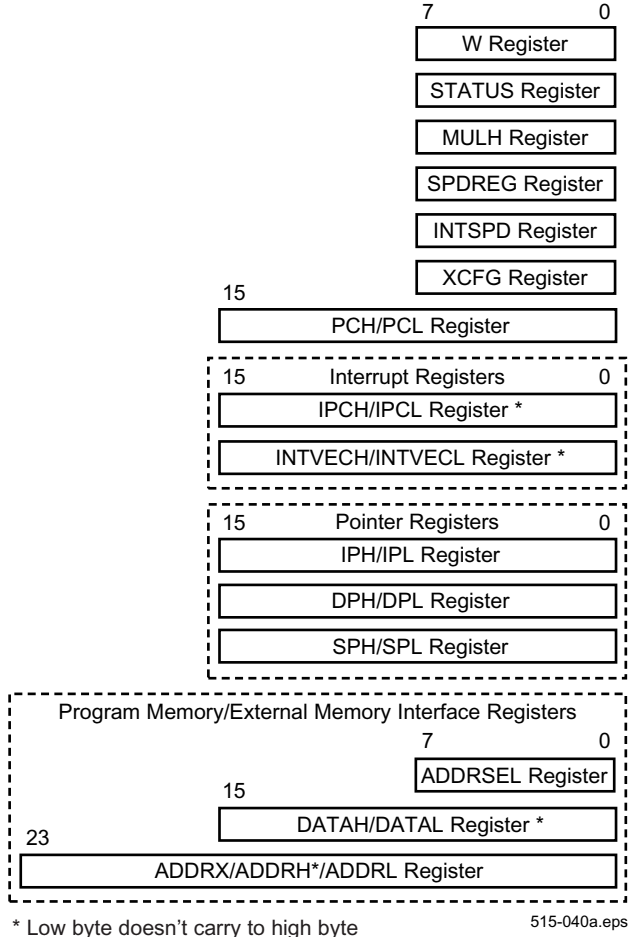 7 0
W Register
STATUS Register
MULH Register
SPDREG Register
INTSPD Register
XCFG Register
15
PCH/PCL Register
15 Interrupt Registers 0
IPCH/IPCL Register *
INTVECH/INTVECL Register *
15 Pointer Registers 0
IPH/IPL Register
DPH/DPL Register
SPH/SPL Register
Program Memory/External Memory Interface Registers
7 0
ADDRSEL Register
15
DATAH/DATAL Register *
23
ADDRX/ADDRH*/ADDRL Register
* Low byte doesn’t carry to high byte
515-040a.eps